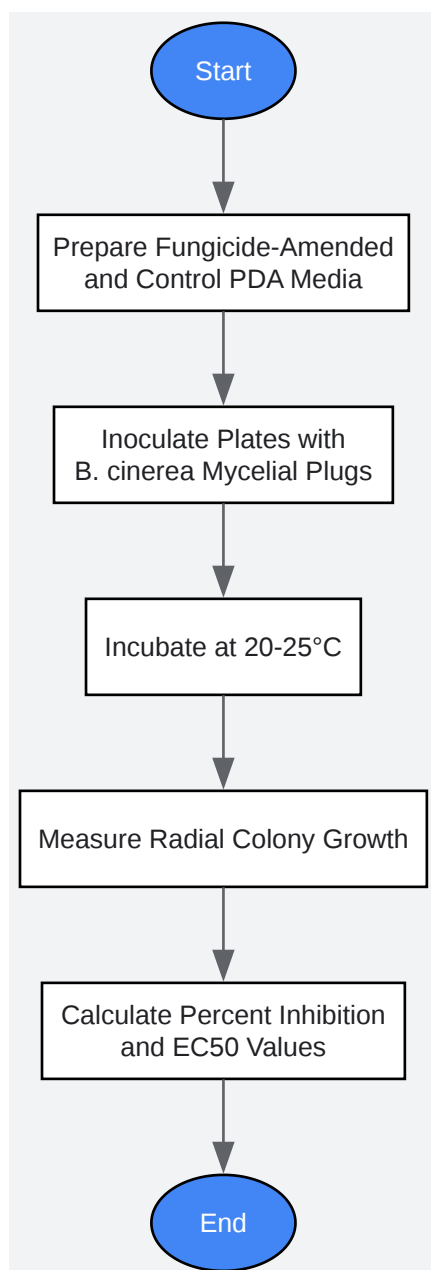 Start
Prepare Fungicide-Amended
and Control PDA Media
Inoculate Plates with
B. cinerea Mycelial Plugs
Incubate at 20-25°C
Measure Radial Colony Growth
Calculate Percent Inhibition
and EC50 Values
End